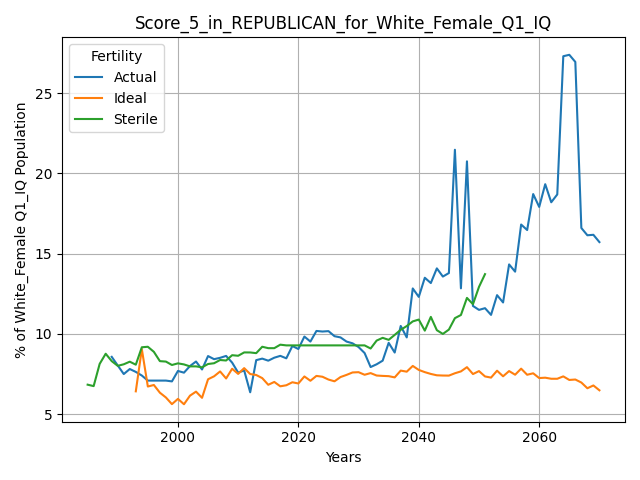 Score_5_in_REPUBLICAN_for_White_Female_Q1_IQ
Fertility
Actual
Ideal
Sterile
% of White_Female Q1_IQ Population
25
20
15
10
5
2000
2020
2040
2060
Years